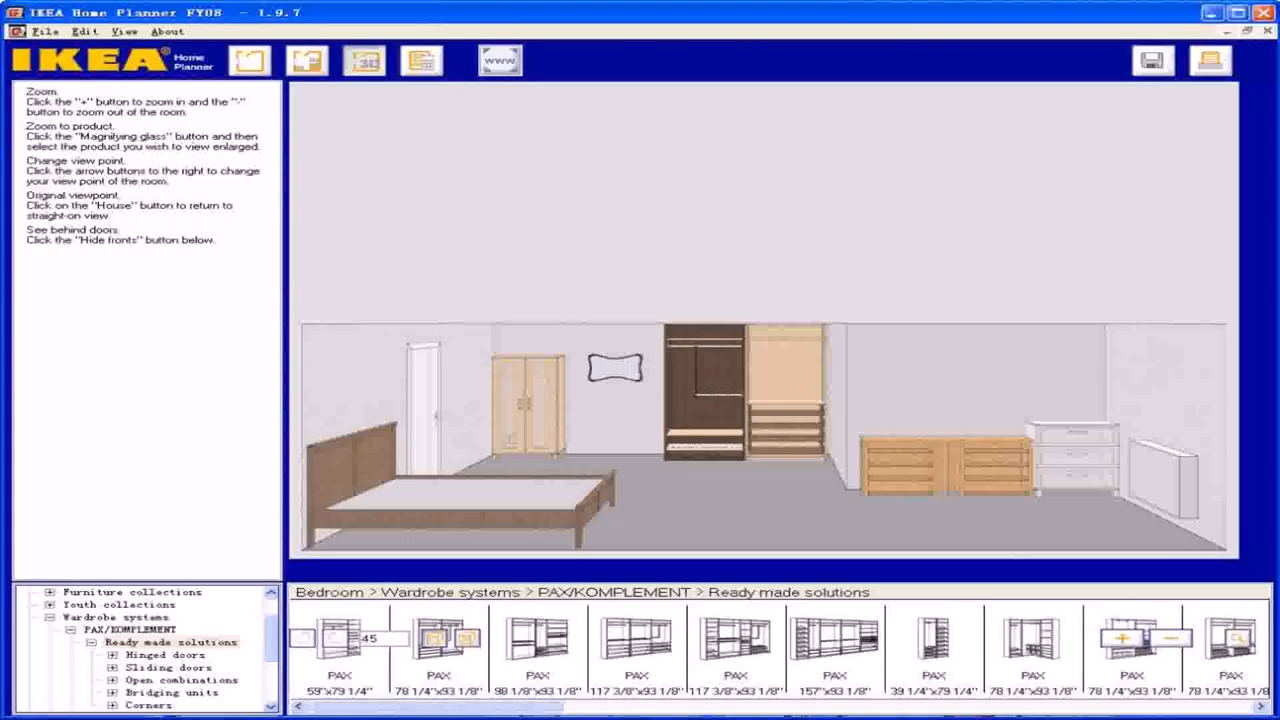 IKEA Home Planner FY08 - 1.9.7
File Edit View About
IKEA® Home
Planner
3D
www
Zoom.
Click the "+" button to zoom in and the "-"
button to zoom out of the room.
Zoom to product.
Click the "Magnifying glass" button and then
select the product you wish to view enlarged.
Change view point.
Click the arrow buttons to the right to change
your view point of the room.
Original viewpoint.
Click on the "House" button to return to
straight-on view
See behind doors.
Click the "Hide fronts" button below.
Furniture collections
Youth collections
Wardrobe systems
PAX/KOMPLEMENT
Ready made solutions
Hinged doors
Sliding doors
Open combinations
Bridging units
Corners
Bedroom > Wardrobe systems > PAX/KOMPLEMENT > Ready made solutions
45
PAX PAX PAX PAX PAX PAX PAX PAX PAX PAX
59"x79 1/4" 78 1/4"x93 1/8" 98 1/8"x93 1/8" 117 3/8"x93 1/8" 117 3/8"x93 1/8" 157"x93 1/8" 39 1/4"x79 1/4" 78 1/4"x93 1/8" 78 1/4"x93 1/8" 78 1/4"x93 1/8